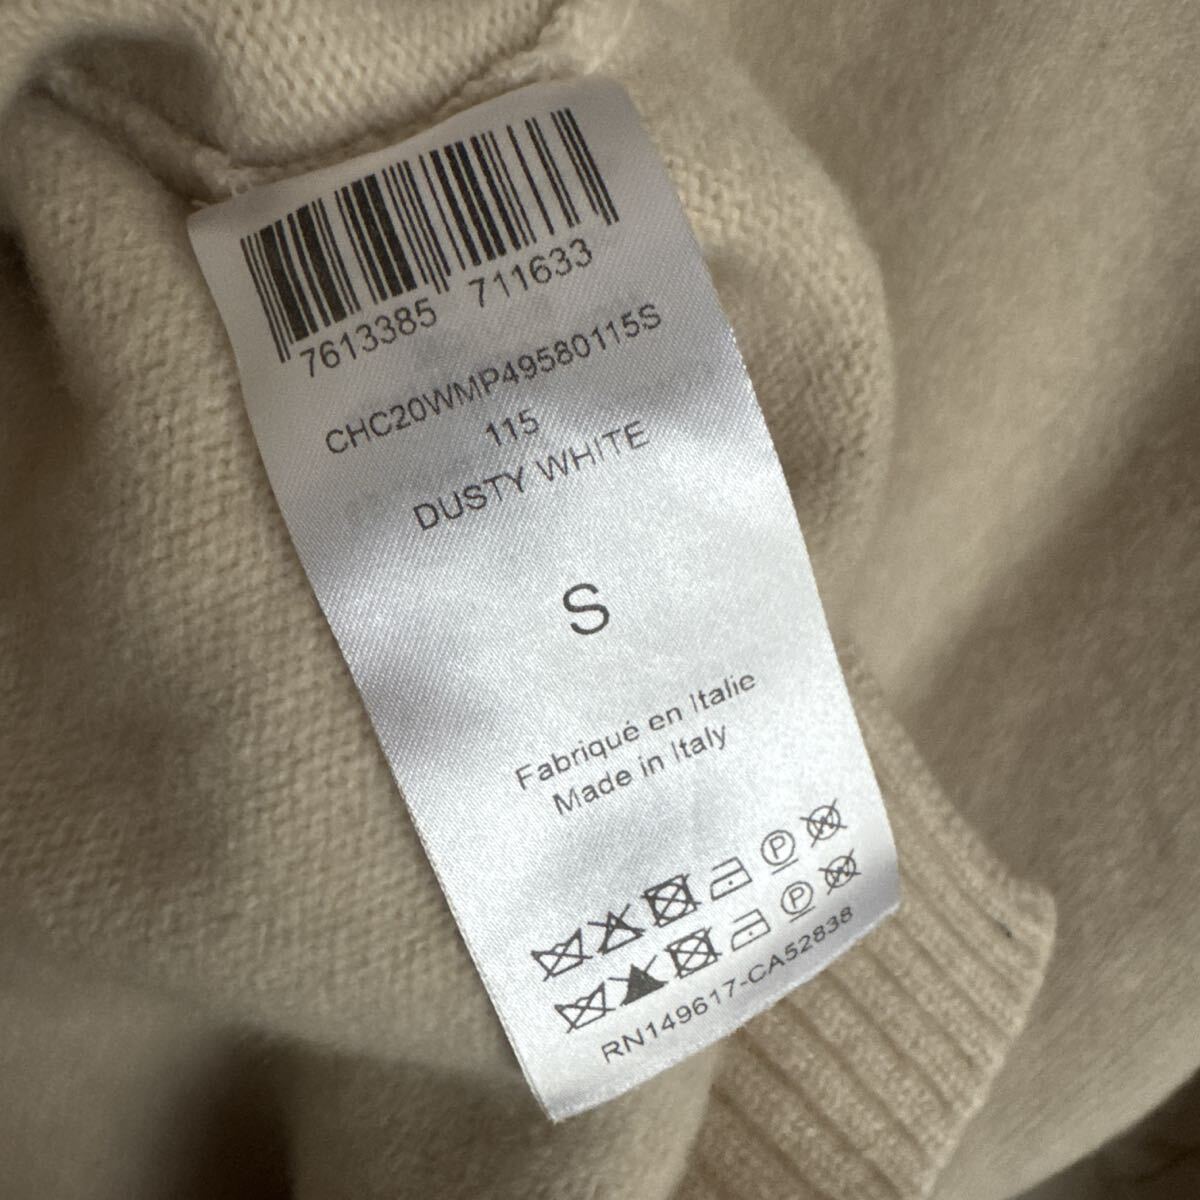 7613385 711633
CHC20WMP49580115S
115
DUSTY WHITE
S
Fabriqué en Italie
Made in Italy
P W
P W
RN149617-CA52838